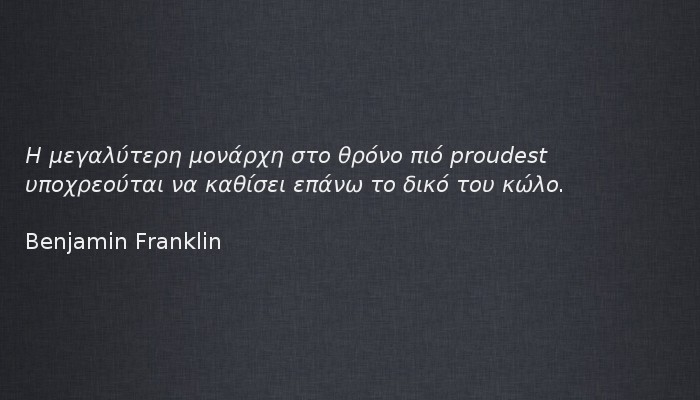 Η μεγαλύτερη μονάρχη στο θρόνο πιό proudest
υποχρεούται να καθίσει επάνω το δικό του κώλο.
Benjamin Franklin